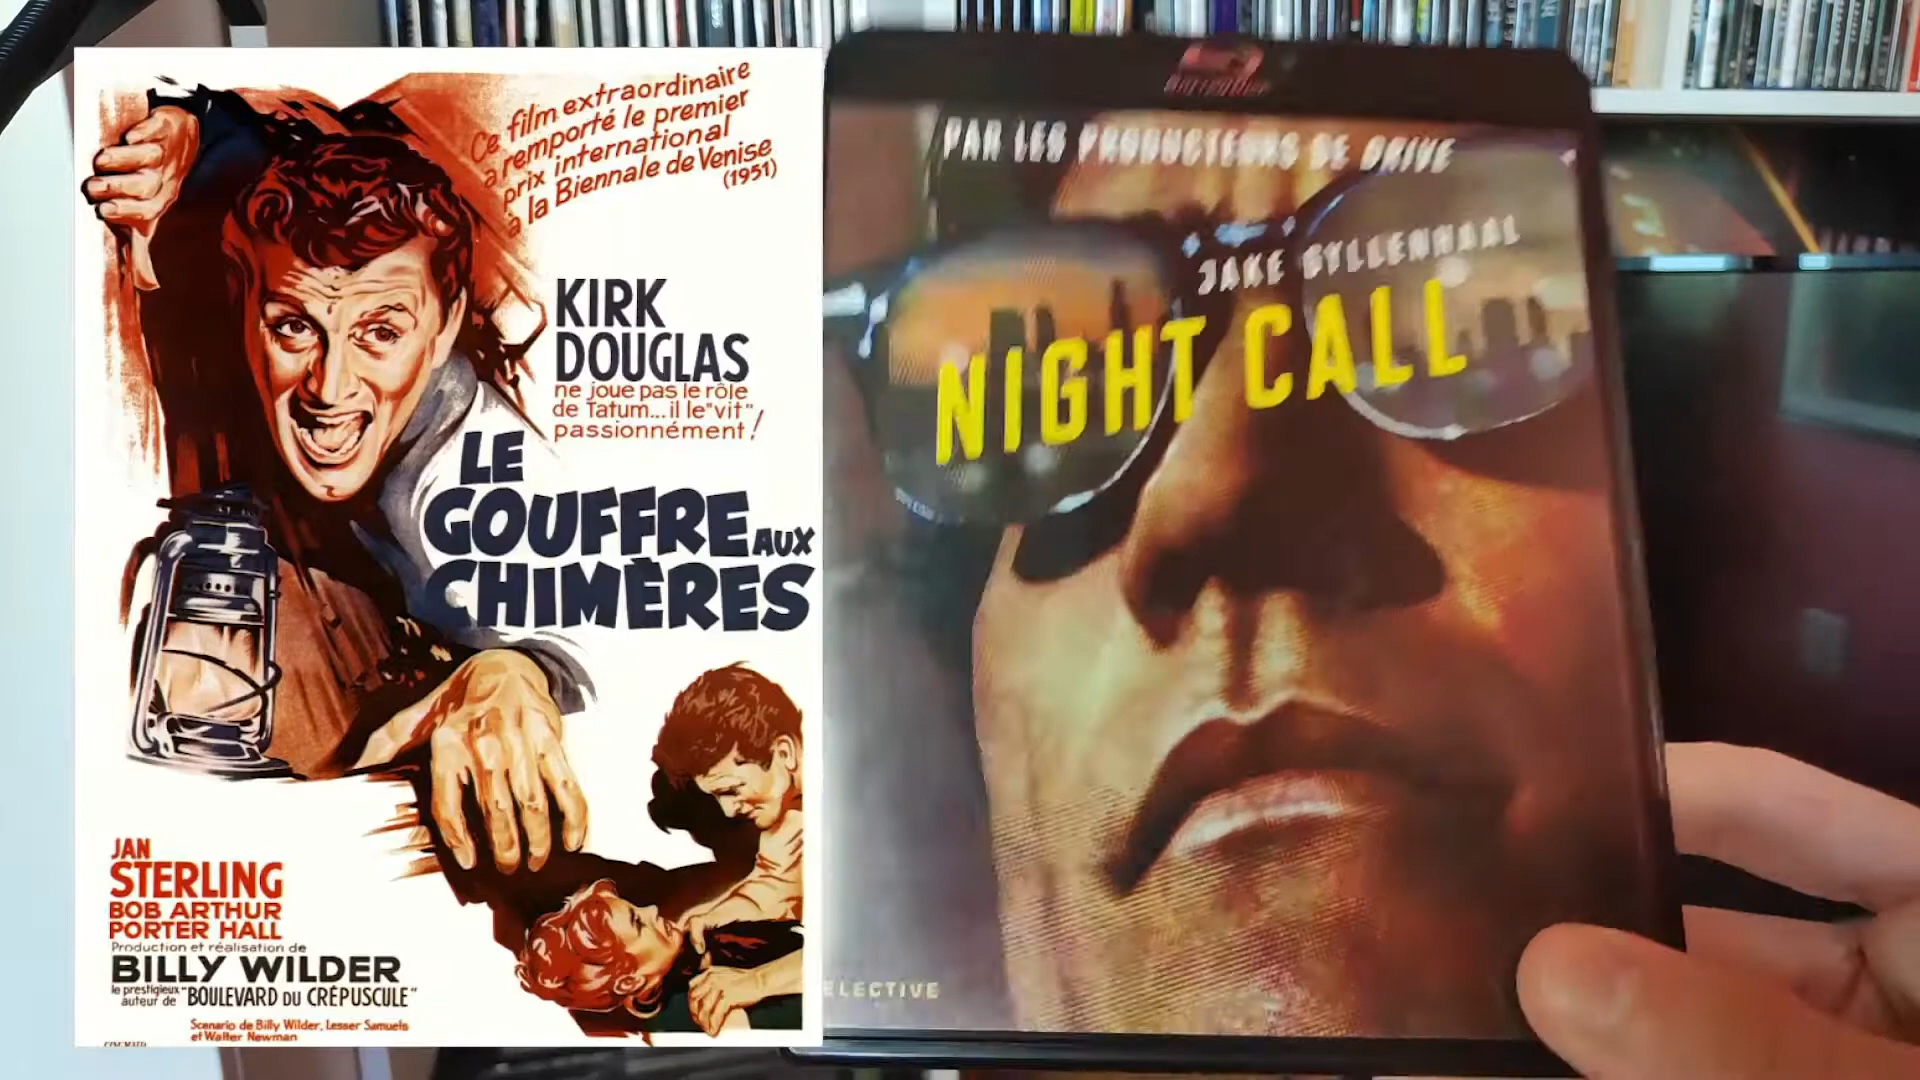 Ce film extraordinaire
a remporté le premier
prix international
à la Biennale de Venise
(1951)
KIRK
DOUGLAS
ne joue pas le rôle
de Tatum...il le "vit"
passionnément!
LE
GOUFFRE AUX
CHIMÈRES
JAN
STERLING
BOB ARTHUR
PORTER HALL
Production et réalisation de
BILLY WILDER
le prestigieux
auteur de "BOULEVARD DU CRÉPUSCULE"
Scenario de Billy Wilder, Lesser Samuels
et Walter Newman
PAR LES PRODUCTEURS DE DRIVE
JAKE GYLLENHAAL
NIGHT CALL
ELECTIVE